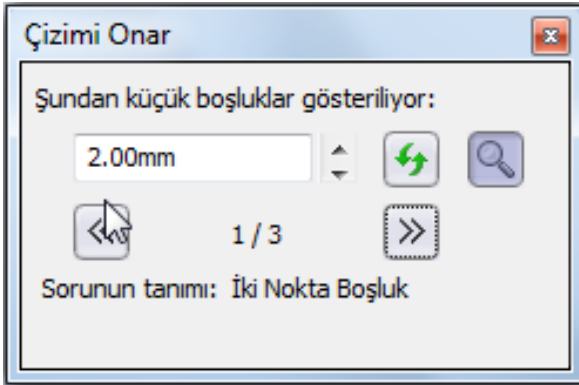 Çizimi Onar
Şundan küçük boşluklar gösteriliyor:
2.00mm
<< 1 / 3 >>
Sorunun tanımı: İki Nokta Boşluk